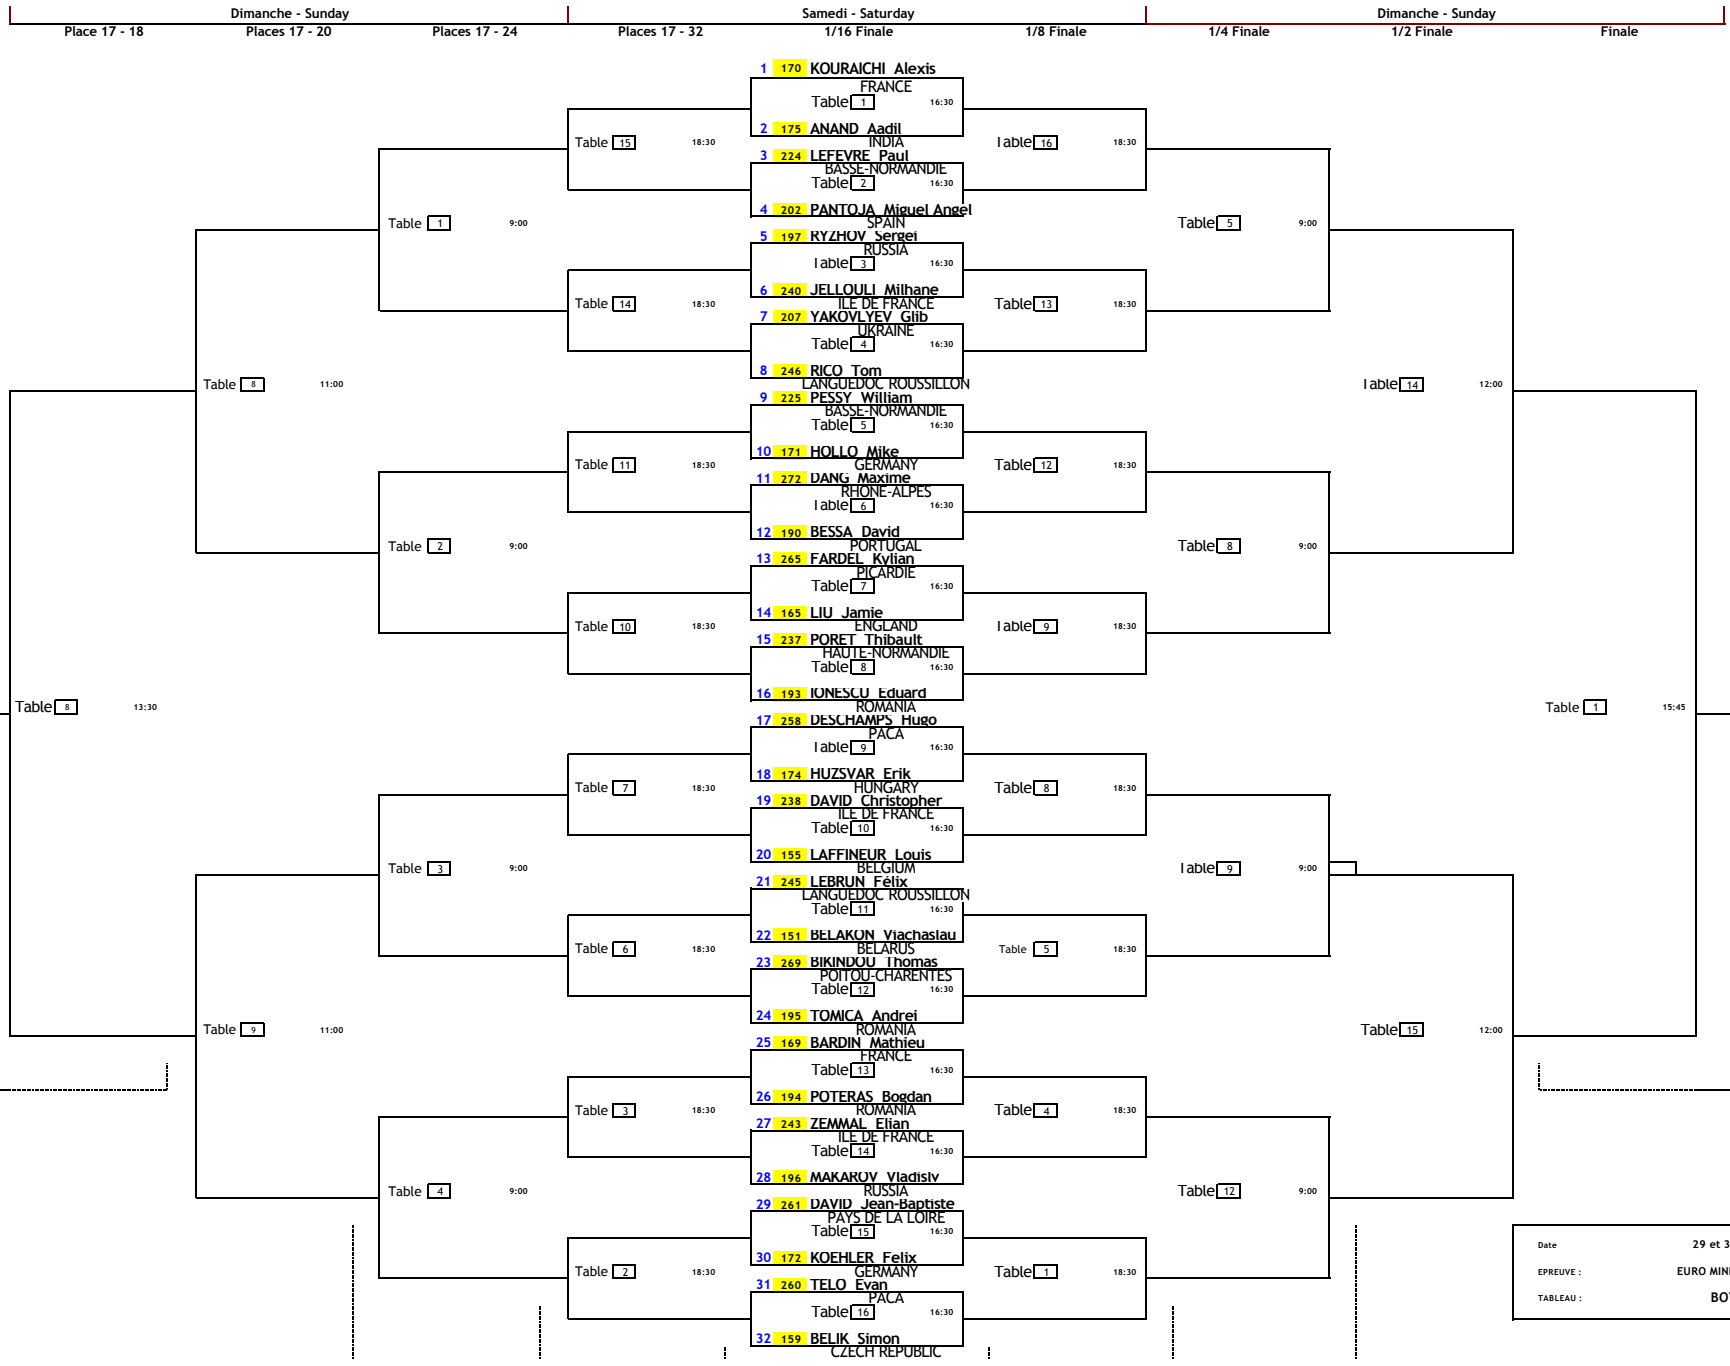 Dimanche - Sunday Samedi - Saturday Dimanche - Sunday
Place 17 - 18 Places 17 - 20 Places 17 - 24 Places 17 - 32 1/16 Finale 1/8 Finale 1/4 Finale 1/2 Finale Finale
1 170 KOURAICHI Alexis
FRANCE
Table 1 16:30
2 175 ANAND Aadil
Table 15 18:30 INDIA Table 16 18:30
3 224 LEFEVRE Paul
BASSE-NORMANDIE
Table 2 16:30
4 202 PANTOJA Miguel Angel
Table 1 9:00 SPAIN Table 5 9:00
5 197 RYZHOV Sergei
RUSSIA
Table 3 16:30
6 240 JELLOULI Milhane
Table 14 18:30 ILE DE FRANCE Table 13 18:30
7 207 YAKOVLYEV Glib
UKRAINE
Table 4 16:30
8 246 RICO Tom
Table 8 11:00 LANGUEDOC ROUSSILLON Table 14 12:00
9 225 PESSY William
BASSE-NORMANDIE
Table 5 16:30
10 171 HOLLO Mike
Table 11 18:30 GERMANY Table 12 18:30
11 272 DANG Maxime
RHONE-ALPES
Table 6 16:30
12 190 BESSA David
Table 2 9:00 PORTUGAL Table 8 9:00
13 265 FARDEL Kylian
PICARDIE
Table 7 16:30
14 165 LIU Jamie
Table 10 18:30 ENGLAND Table 9 18:30
15 237 PORET Thibault
HAUTE-NORMANDIE
Table 8 16:30
16 193 IONESCU Eduard
Table 8 13:30 ROMANIA Table 1 15:45
17 258 DESCHAMPS Hugo
PACA
Table 9 16:30
18 174 HUZSVAR Erik
Table 7 18:30 HUNGARY Table 8 18:30
19 238 DAVID Christopher
ILE DE FRANCE
Table 10 16:30
20 155 LAFFINEUR Louis
Table 3 9:00 BELGIUM Table 9 9:00
21 245 LEBRUN Félix
LANGUEDOC ROUSSILLON
Table 11 16:30
22 151 BELAKON Viachaslau
Table 6 18:30 BELARUS Table 5 18:30
23 269 BIKINDOU Thomas
POITOU-CHARENTES
Table 12 16:30
24 195 TOMICA Andrei
Table 9 11:00 ROMANIA Table 15 12:00
25 169 BARDIN Mathieu
FRANCE
Table 13 16:30
26 194 POTERAS Bogdan
Table 3 18:30 ROMANIA Table 4 18:30
27 243 ZEMMAL Elian
ILE DE FRANCE
Table 14 16:30
28 196 MAKAROV Vladislv
Table 4 9:00 RUSSIA Table 12 9:00
29 261 DAVID Jean-Baptiste
PAYS DE LA LOIRE
Table 15 16:30
30 172 KOEHLER Felix
Table 2 18:30 GERMANY Table 1 18:30
31 260 TELO Evan
PACA
Table 16 16:30
32 159 BELIK Simon
CZECH REPUBLIC
Date 29 et 3
EPREUVE : EURO MINI
TABLEAU : BO